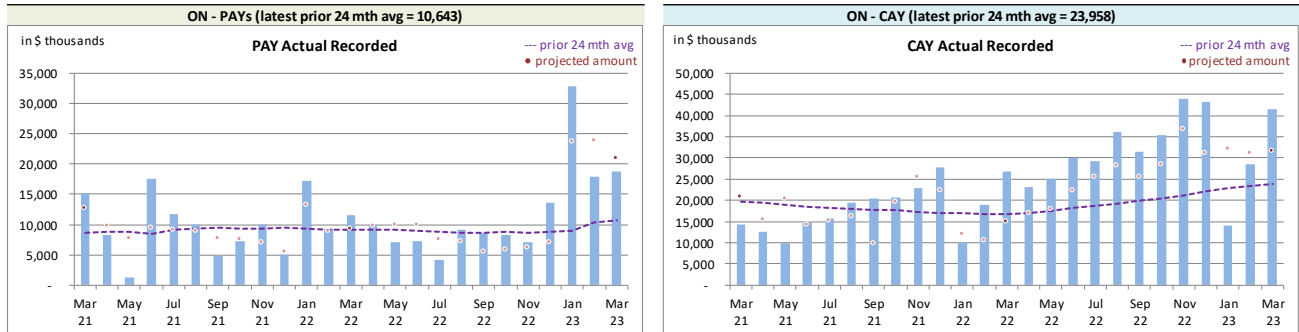 ON - PAYs (latest prior 24 mth avg = 10,643)
in $ thousands
PAY Actual Recorded
--- prior 24 mth avg
• projected amount
35,000
30,000
25,000
20,000
15,000
10,000
5,000
-
Mar May Jul Sep Nov Jan Mar May Jul Sep Nov Jan Mar
21 21 21 21 21 22 22 22 22 22 22 23 23
ON - CAY (latest prior 24 mth avg = 23,958)
in $ thousands
CAY Actual Recorded
--- prior 24 mth avg
• projected amount
50,000
45,000
40,000
35,000
30,000
25,000
20,000
15,000
10,000
5,000
-
Mar May Jul Sep Nov Jan Mar May Jul Sep Nov Jan Mar
21 21 21 21 21 22 22 22 22 22 22 23 23